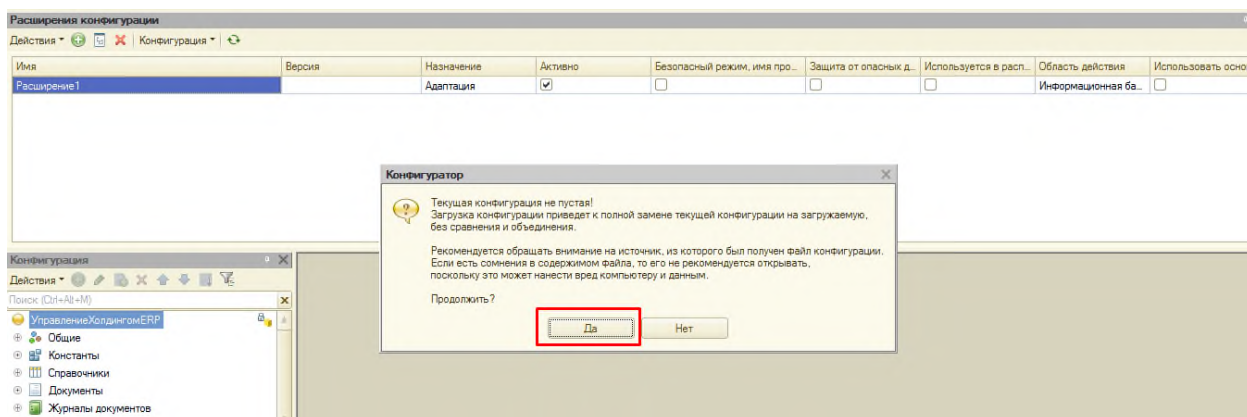 Расширения конфигурации
Действия Конфигурация
Имя Версия Назначение Активно Безопасный режим, имя про... Защита от опасных д... Используется в расп... Область действия Использовать осно
Расширение1 Адаптация Информационная ба...
Конфигуратор
Текущая конфигурация не пустая!
Загрузка конфигурации приведет к полной замене текущей конфигурации на загружаемую,
без сравнения и объединения.
Рекомендуется обращать внимание на источник, из которого был получен файл конфигурации.
Если есть сомнения в содержимом файла, то его не рекомендуется открывать,
поскольку это может нанести вред компьютеру и данным.
Продолжить?
Да Нет
Конфигурация
Действия
Поиск (Ctrl+Alt+M)
УправлениеХолдингомERP
Общие
Константы
Справочники
Документы
Журналы документов